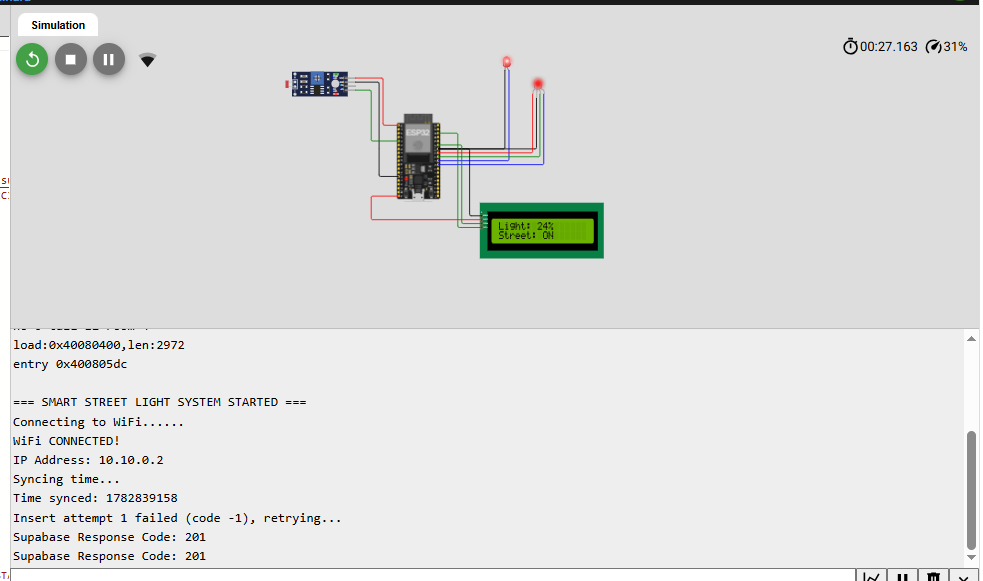 Simulation
00:27.163 31%
ESP32
Light: 24%
Street: ON
load:0x40080400,len:2972
entry 0x400805dc
=== SMART STREET LIGHT SYSTEM STARTED ===
Connecting to WiFi......
WiFi CONNECTED!
IP Address: 10.10.0.2
Syncing time...
Time synced: 1782839158
Insert attempt 1 failed (code -1), retrying...
Supabase Response Code: 201
Supabase Response Code: 201